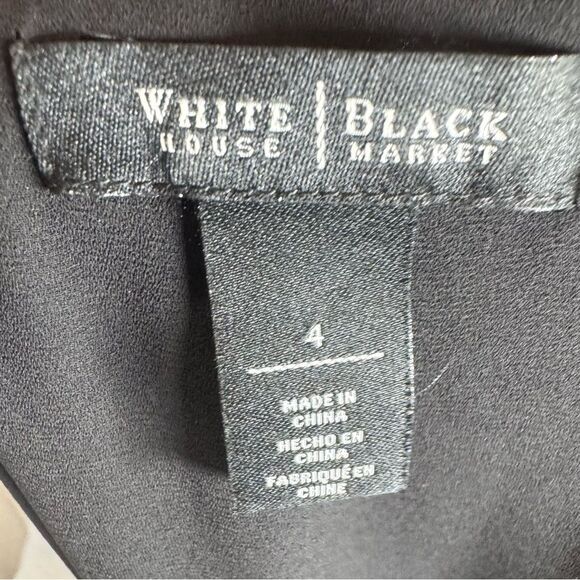 WHITE | BLACK
HOUSE | MARKET
4
MADE IN
CHINA
HECHO EN
CHINA
FABRIQUÉ EN
CHINE